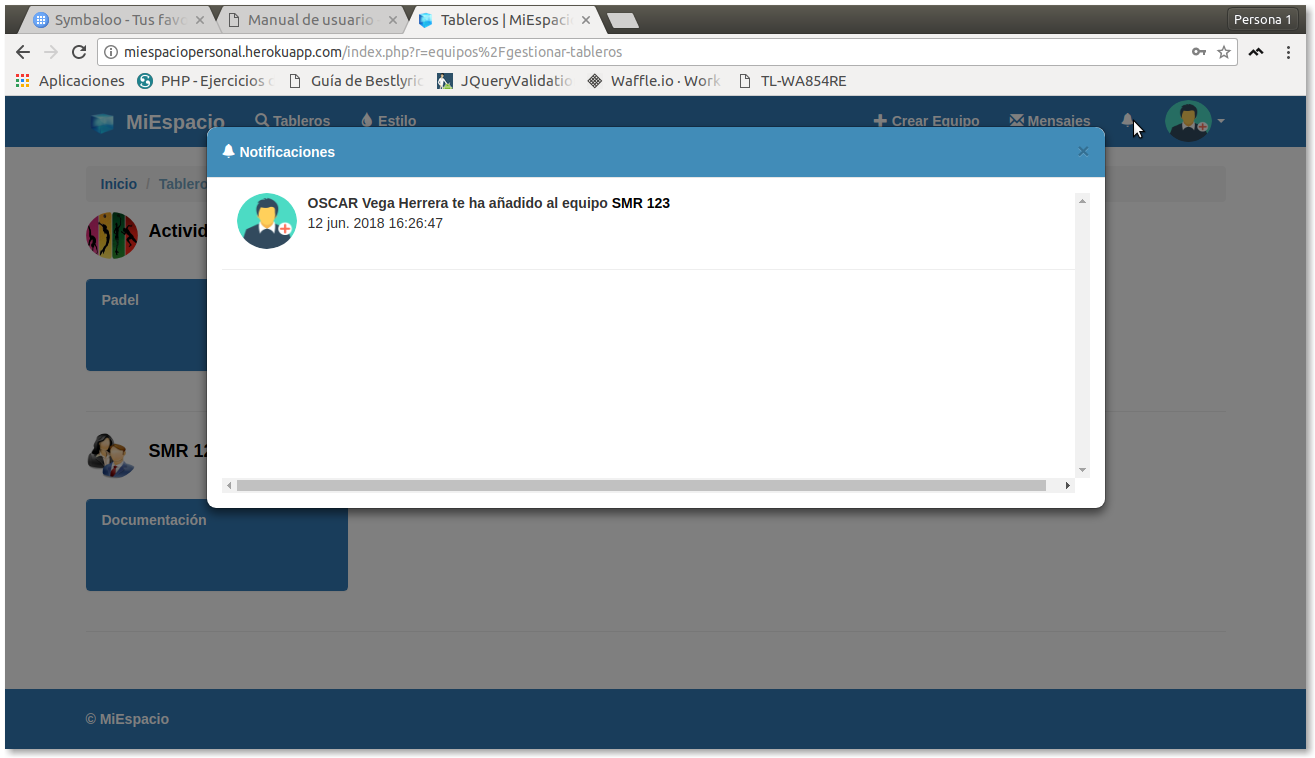 Symbaloo - Tus favo
Manual de usuario
Tableros | MiEspacio
Persona 1
miespaciopersonal.herokuapp.com/index.php?r=equipos%2Fgestionar-tableros
Aplicaciones
PHP - Ejercicios
Guía de Bestlyric
JQueryValidatio
Waffle.io · Work
TL-WA854RE
MiEspacio
Tableros
Estilo
Crear Equipo
Mensajes
Notificaciones
×
Inicio / Tablero
OSCAR Vega Herrera te ha añadido al equipo SMR 123
12 jun. 2018 16:26:47
Activid
Padel
SMR 12
Documentación
© MiEspacio